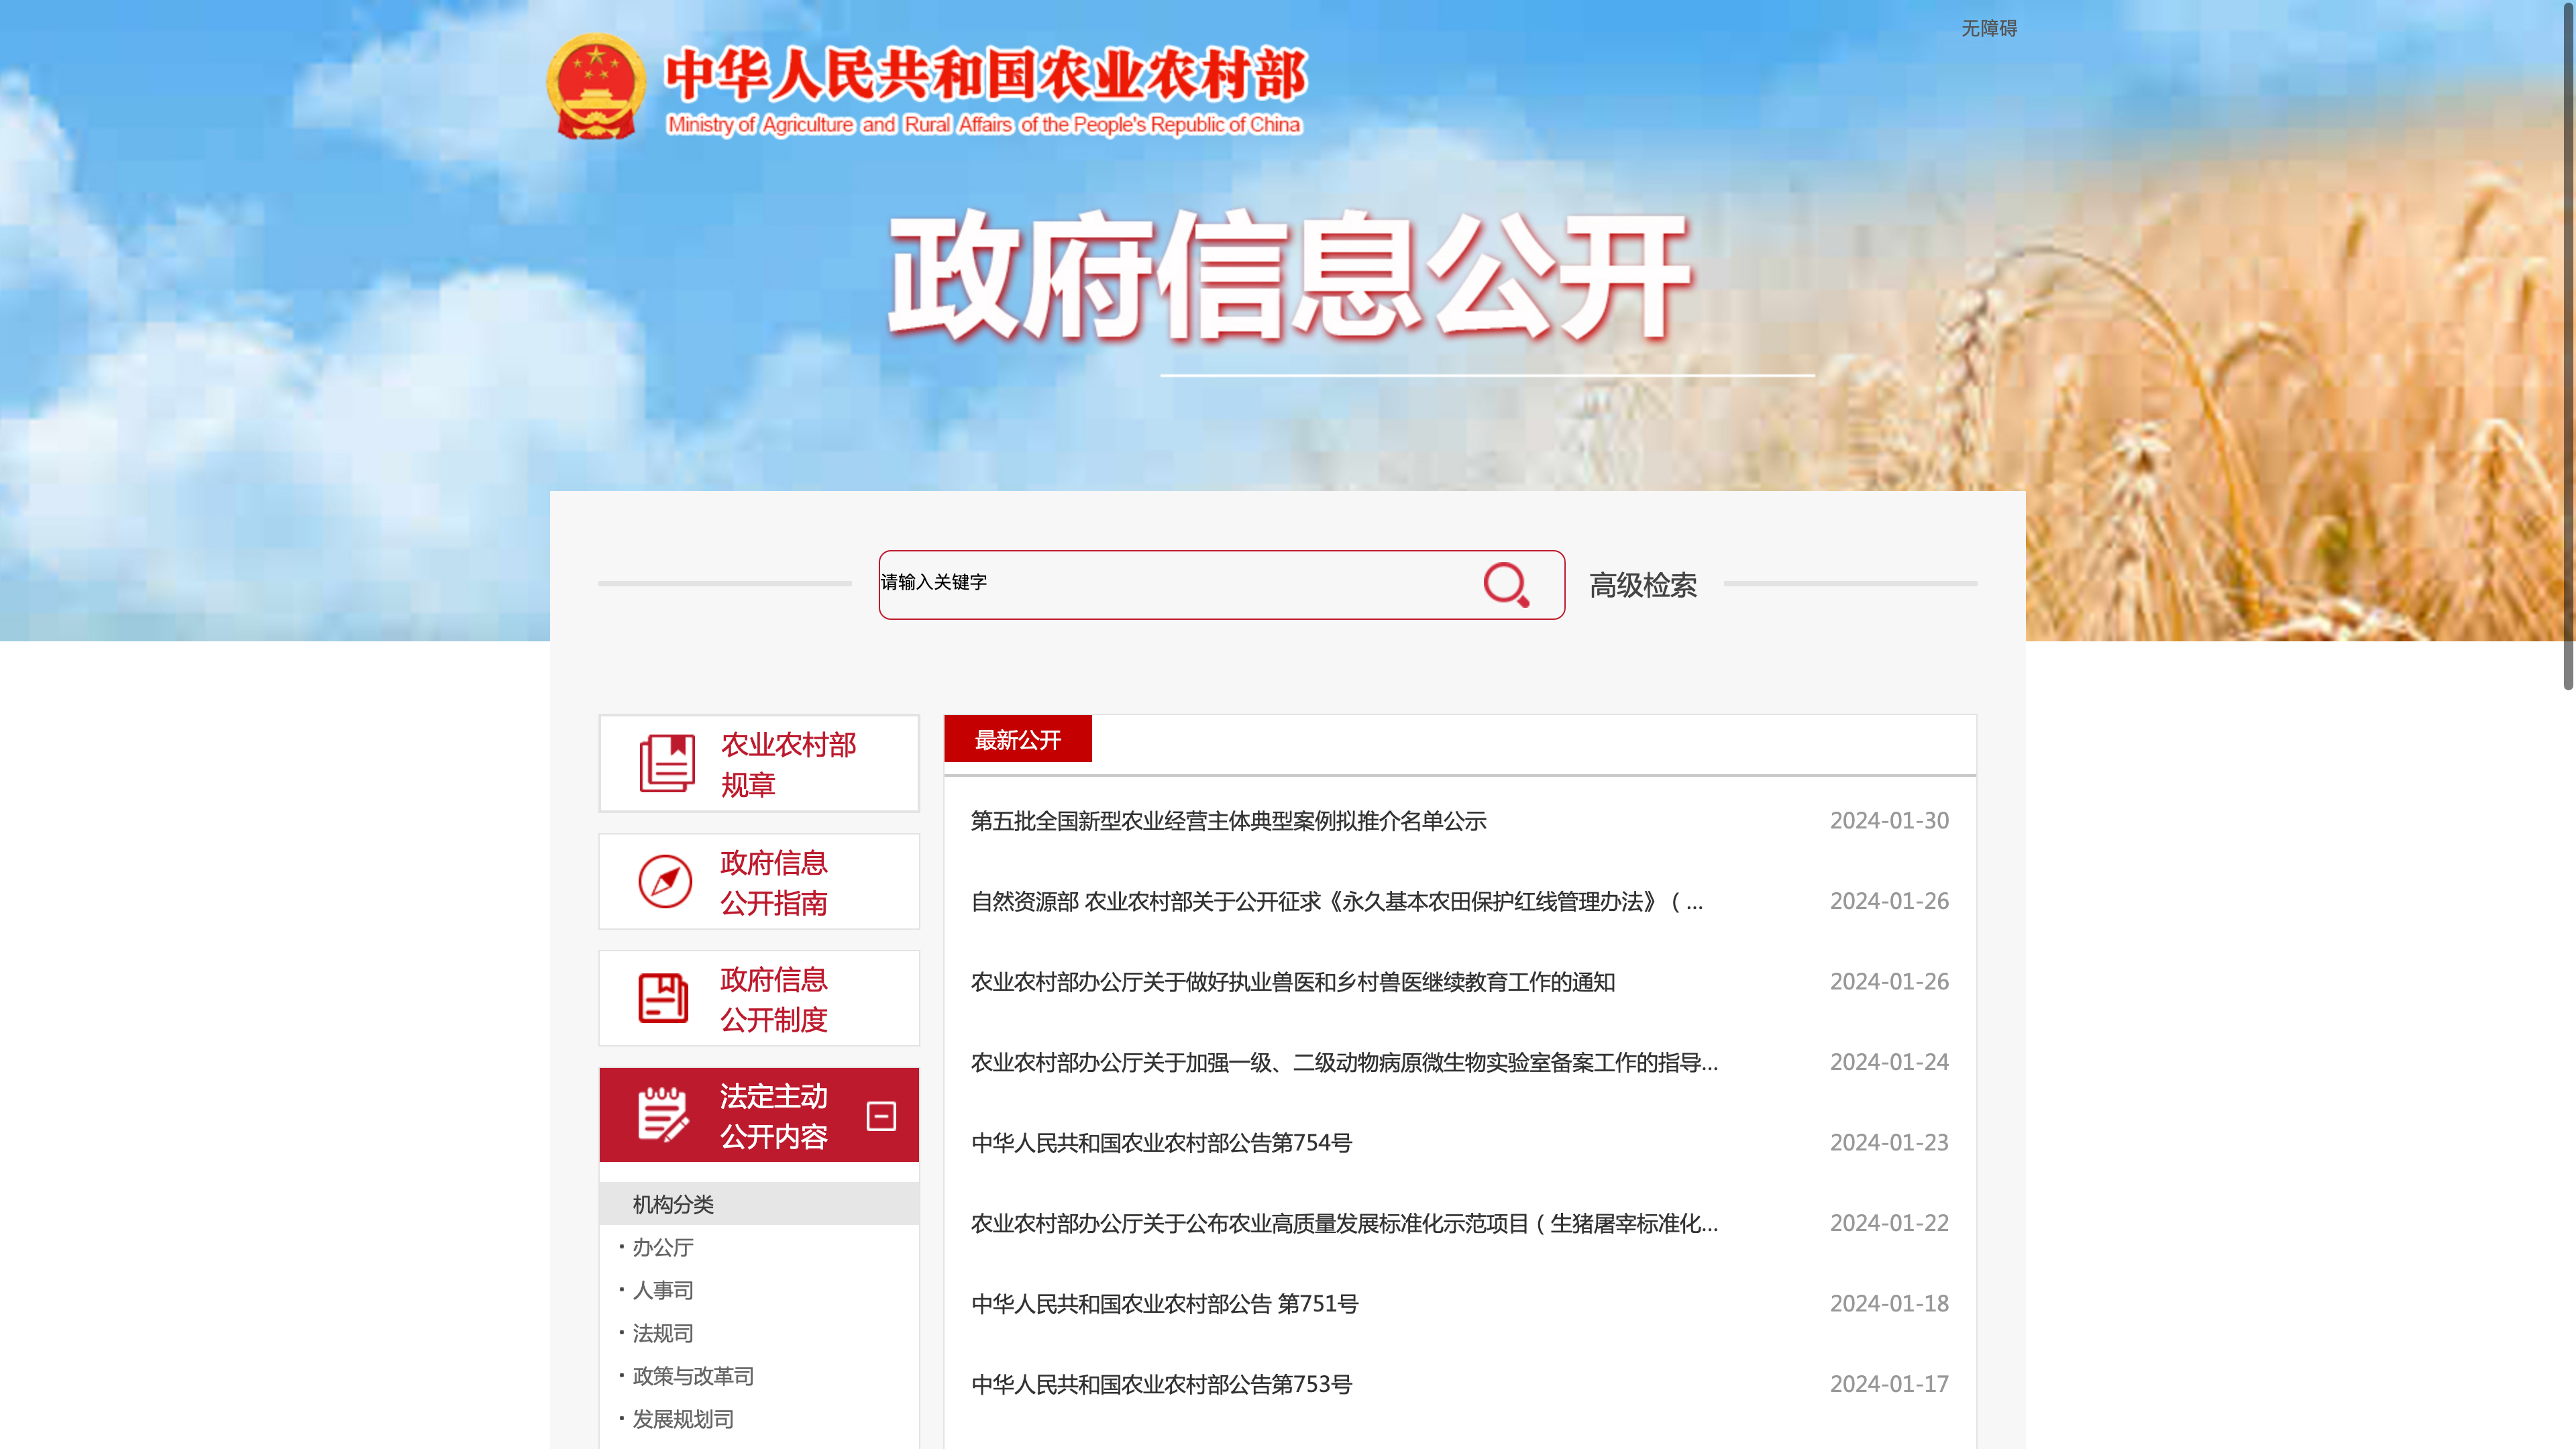 无障碍
中华人民共和国农业农村部
Ministry of Agriculture and Rural Affairs of the People's Republic of China
政府信息公开
请输入关键字
高级检索
农业农村部
规章
政府信息
公开指南
政府信息
公开制度
法定主动
公开内容
机构分类
·办公厅
·人事司
·法规司
·政策与改革司
·发展规划司
最新公开
第五批全国新型农业经营主体典型案例拟推介名单公示 2024-01-30
自然资源部 农业农村部关于公开征求《永久基本农田保护红线管理办法》（... 2024-01-26
农业农村部办公厅关于做好执业兽医和乡村兽医继续教育工作的通知 2024-01-26
农业农村部办公厅关于加强一级、二级动物病原微生物实验室备案工作的指导... 2024-01-24
中华人民共和国农业农村部公告第754号 2024-01-23
农业农村部办公厅关于公布农业高质量发展标准化示范项目（生猪屠宰标准化... 2024-01-22
中华人民共和国农业农村部公告 第751号 2024-01-18
中华人民共和国农业农村部公告第753号 2024-01-17